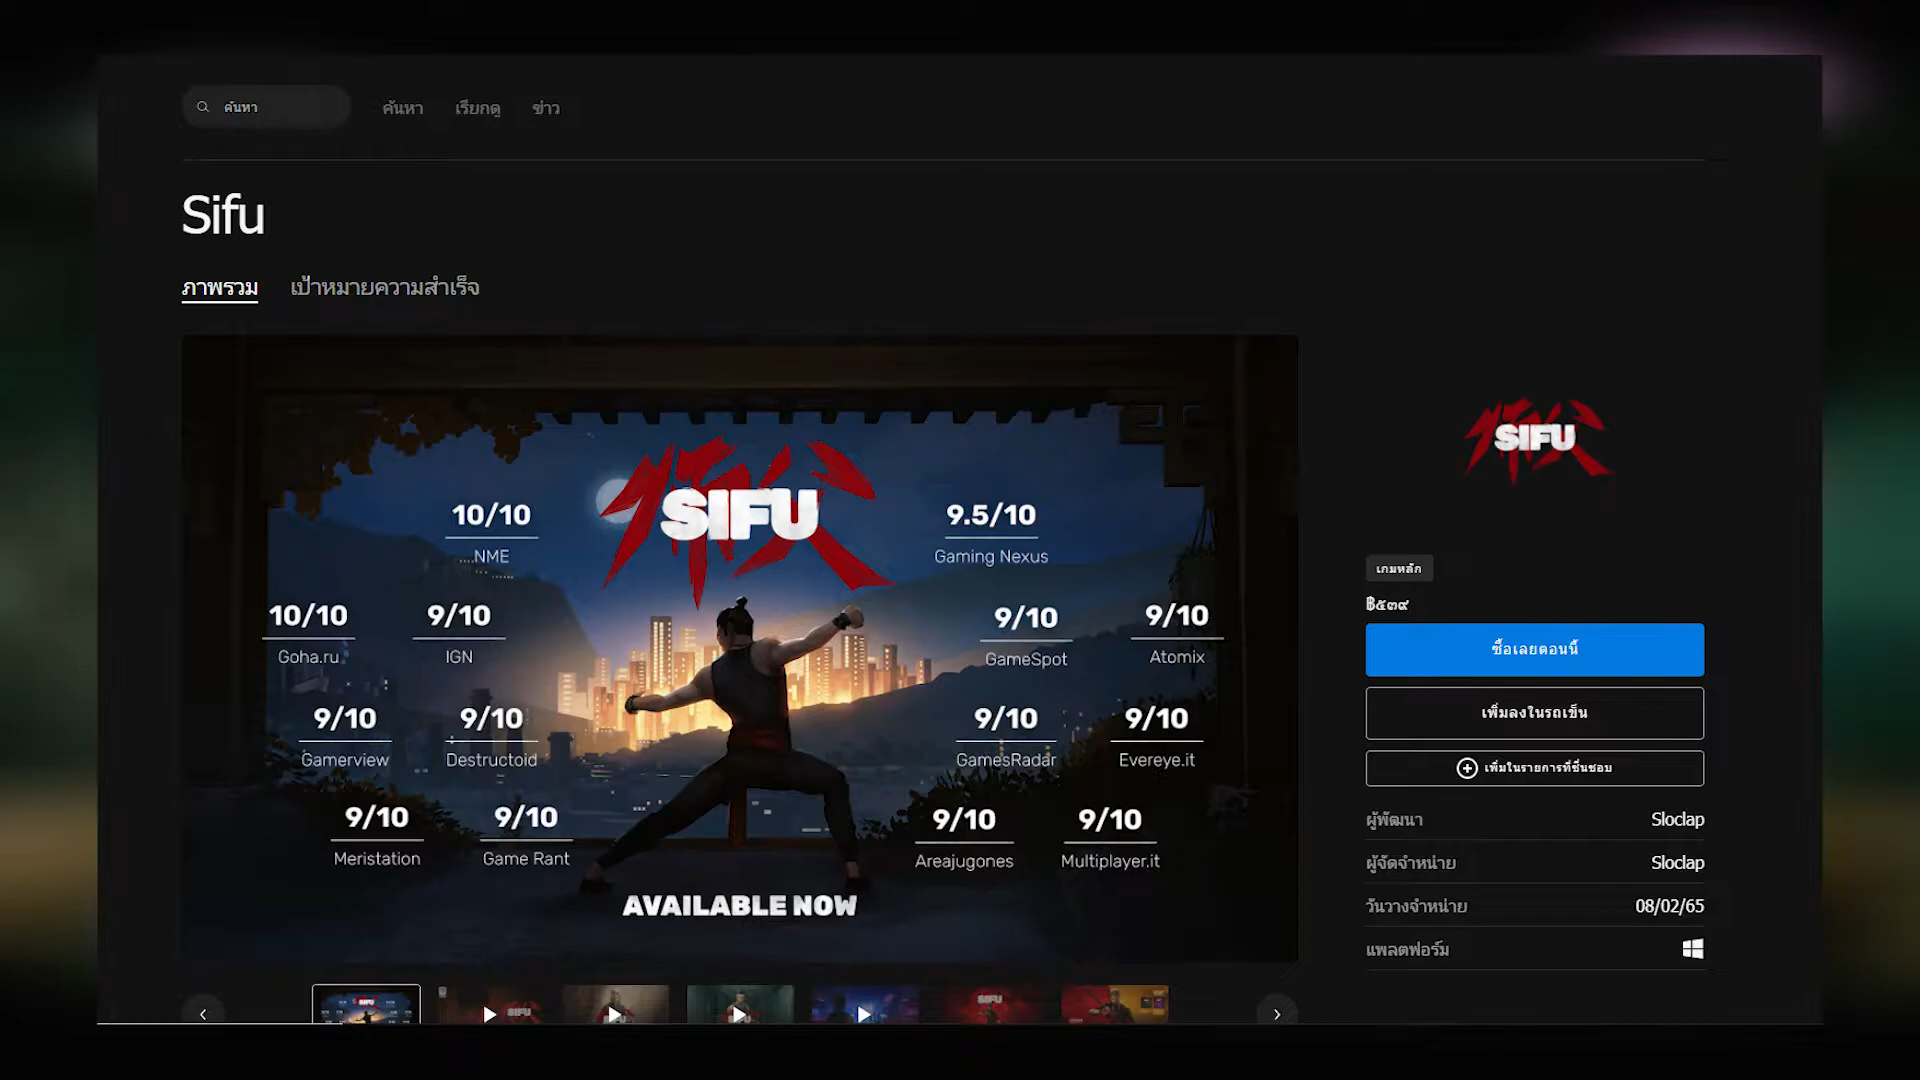 ค้นหา
ค้นหา เรียกดู ข่าว
Sifu
ภาพรวม เป้าหมายความสำเร็จ
師父
SIFU
10/10
NME
9.5/10
Gaming Nexus
10/10
Goha.ru
9/10
IGN
9/10
GameSpot
9/10
Atomix
9/10
Gamerview
9/10
Destructoid
9/10
GamesRadar
9/10
Evereye.it
9/10
Meristation
9/10
Game Rant
9/10
Areajugones
9/10
Multiplayer.it
AVAILABLE NOW
師父
SIFU
เกมหลัก
฿๕๓๙
ซื้อเลยตอนนี้
เพิ่มลงในรถเข็น
เพิ่มในรายการที่ชื่นชอบ
ผู้พัฒนา Sloclap
ผู้จัดจำหน่าย Sloclap
วันวางจำหน่าย 08/02/65
แพลตฟอร์ม
SIFU
SIFU
SIFU